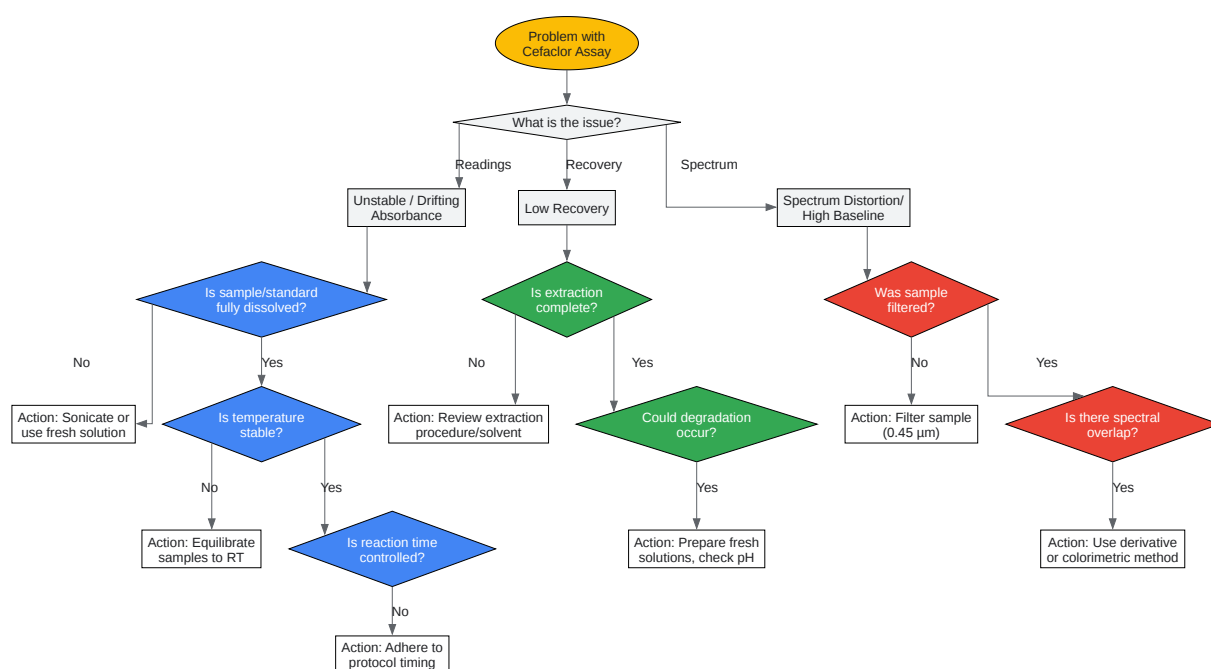 Problem with
Cefaclor Assay
What is the issue?
Readings
Recovery
Spectrum
Unstable / Drifting
Absorbance
Low Recovery
Spectrum Distortion/
High Baseline
Is sample/standard
fully dissolved?
Is extraction
complete?
Was sample
filtered?
No
Yes
No
Yes
No
Yes
Action: Sonicate or
use fresh solution
Is temperature
stable?
Action: Review extraction
procedure/solvent
Could degradation
occur?
Action: Filter sample
(0.45 µm)
Is there spectral
overlap?
No
Yes
Yes
Yes
Action: Equilibrate
samples to RT
Is reaction time
controlled?
Action: Prepare fresh
solutions, check pH
Action: Use derivative
or colorimetric method
No
Action: Adhere to
protocol timing